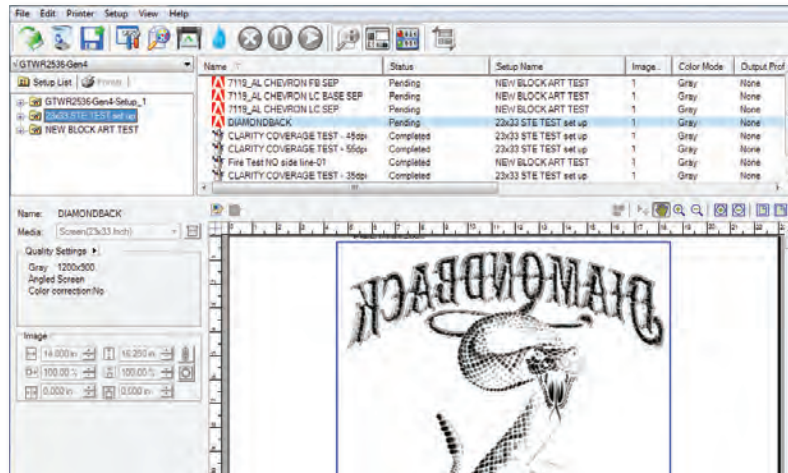 File Edit Printer Setup View Help
GTWR2536-Gen4
Setup List Printer
GTWR2536-Gen4-Setup_1
23x33 STE TEST set up
NEW BLOCK ART TEST
Name Status Setup Name Image.. Color Mode Output Prof
7119_AL CHEVRON FB SEP Pending NEW BLOCK ART TEST 1 Gray None
7119_AL CHEVRON LC BASE SEP Pending NEW BLOCK ART TEST 1 Gray None
7119_AL CHEVRON LC SEP Pending NEW BLOCK ART TEST 1 Gray None
DIAMONDBACK Pending 23x33 STE TEST set up 1 Gray None
CLARITY COVERAGE TEST - 45dpi Completed 23x33 STE TEST set up 1 Gray None
CLARITY COVERAGE TEST - 55dpi Completed 23x33 STE TEST set up 1 Gray None
Fire Test NO side line-01 Completed NEW BLOCK ART TEST 1 Gray None
CLARITY COVERAGE TEST - 35dpi Completed 23x33 STE TEST set up 1 Gray None
Name: DIAMONDBACK
Media: Screen(23x33 Inch)
Quality Settings
Gray 1200x900
Angled Screen
Color correction:No
Image
14.000 in 16.250 in
100.00 % 100.00 %
0.000 in 0.000 in
DIAMONDBACK